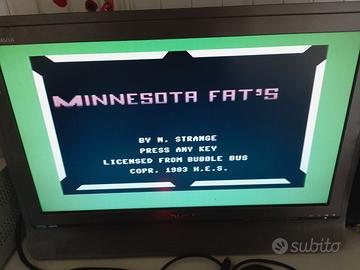 MINNESOTA FAT'S
BY M. STRANGE
PRESS ANY KEY
LICENSED FROM BUBBLE BUS
COPR. 1983 H.E.S.
subito